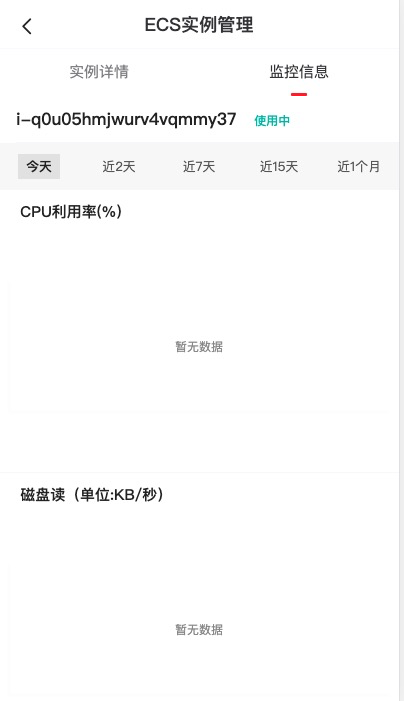 ECS实例管理
实例详情 监控信息
i-q0u05hmjwurv4vqmmy37 使用中
今天 近2天 近7天 近15天 近1个月
CPU利用率(%)
暂无数据
磁盘读（单位:KB/秒）
暂无数据